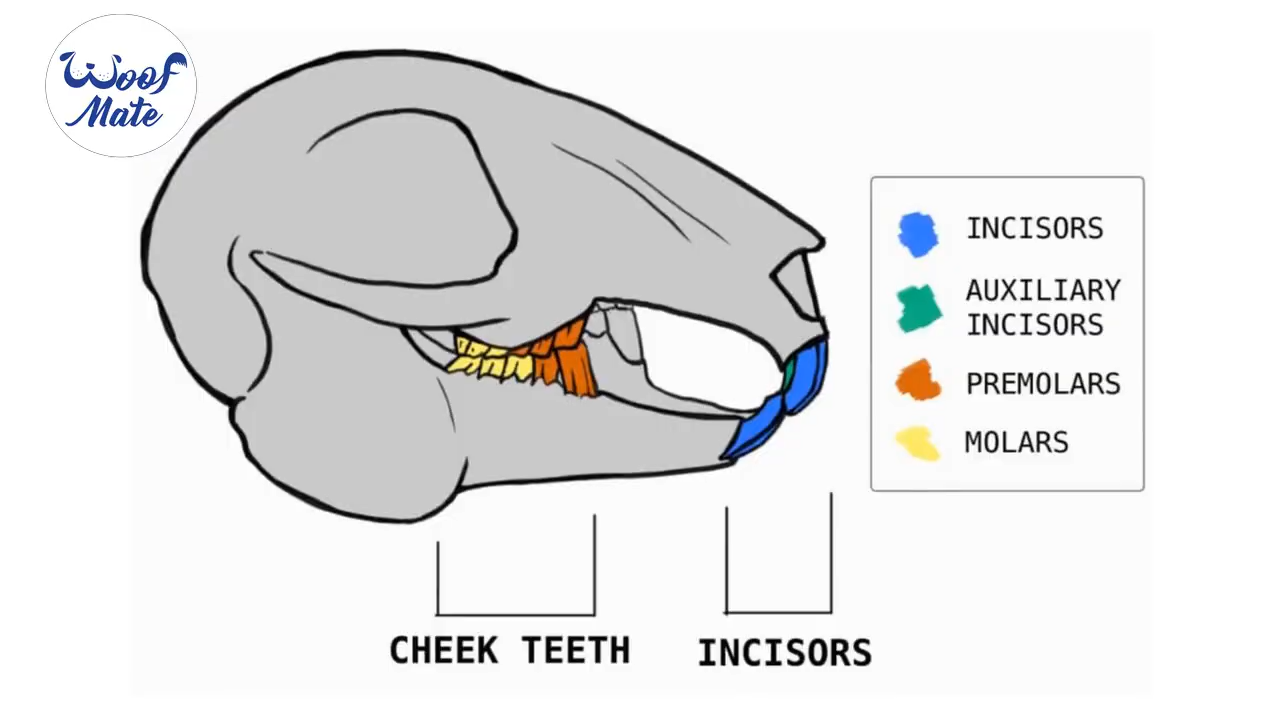 Woof
Mate
INCISORS
AUXILIARY
INCISORS
PREMOLARS
MOLARS
CHEEK TEETH
INCISORS